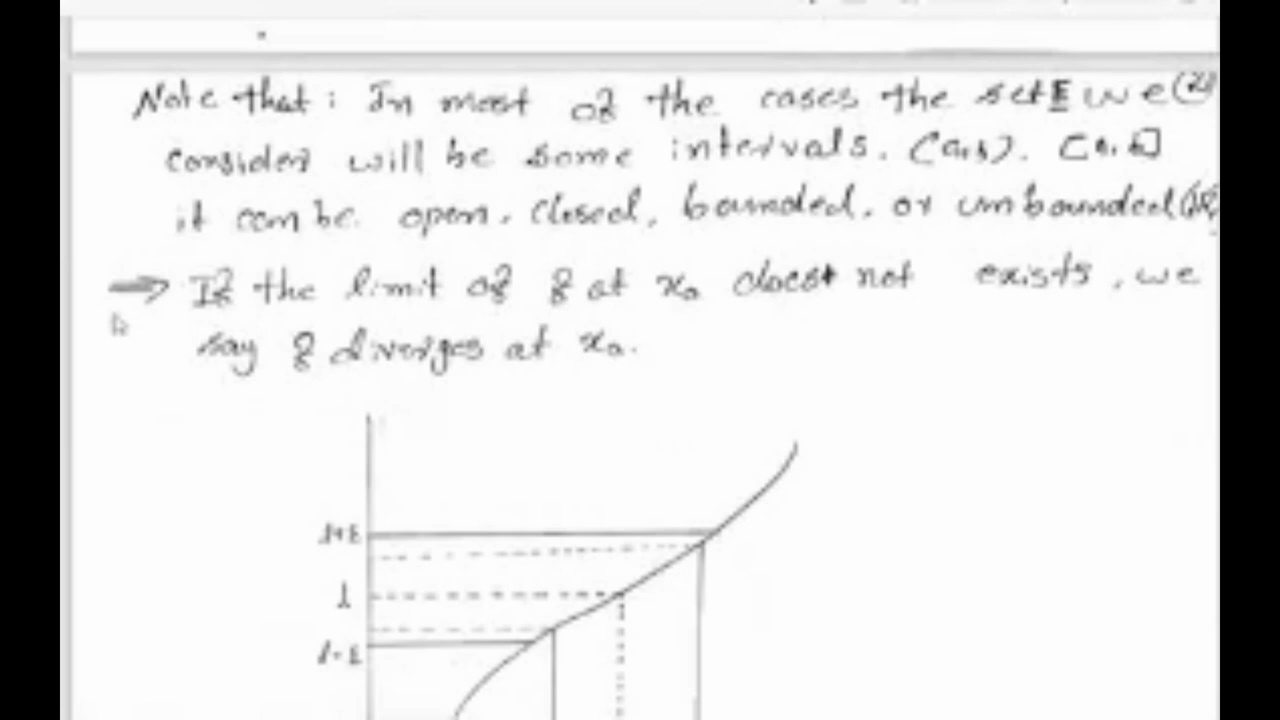 Note that: In most of the cases the set E we
consider will be some intervals. (a,b). [a,b]
it can be open. closed, bounded. or unbounded
⇒ If the limit of f at x₀ does not exists, we
say f diverges at x₀.
l+ε
l
l-ε